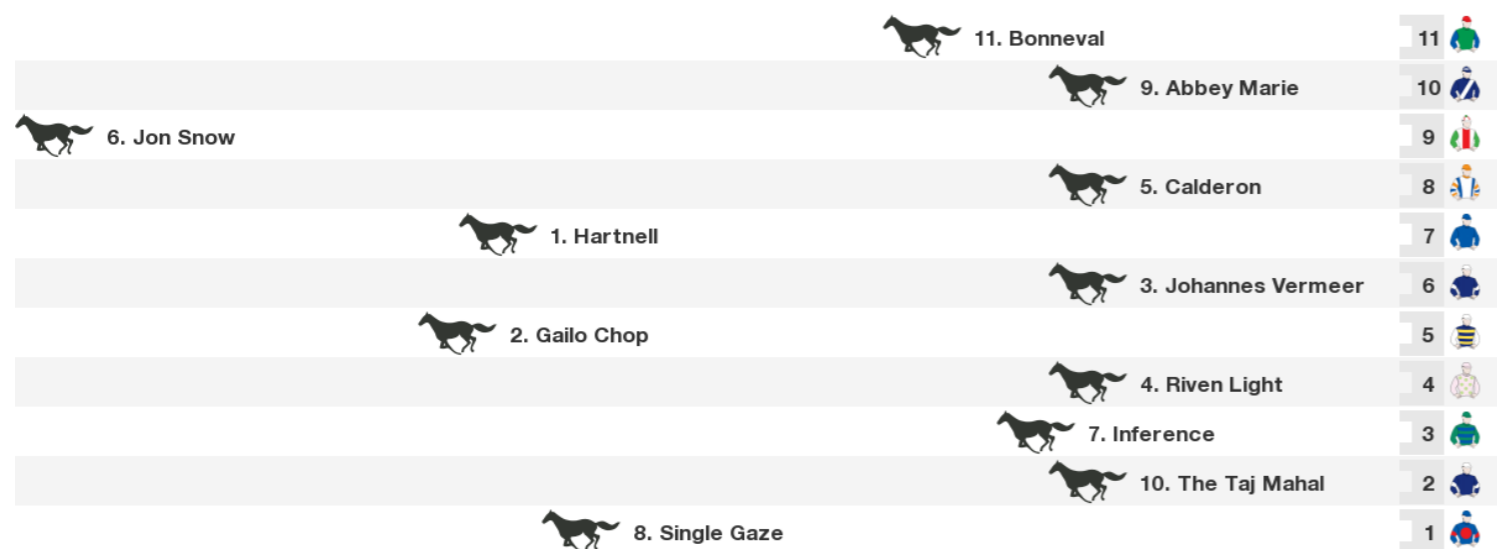 11. Bonneval 11
9. Abbey Marie 10
6. Jon Snow 9
5. Calderon 8
1. Hartnell 7
3. Johannes Vermeer 6
2. Gailo Chop 5
4. Riven Light 4
7. Inference 3
10. The Taj Mahal 2
8. Single Gaze 1